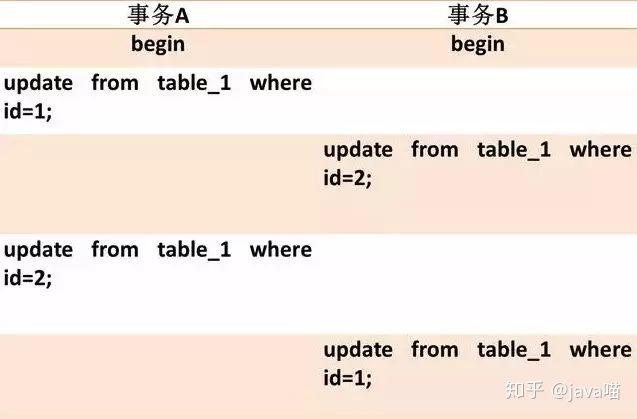 事务A 事务B
begin begin
update from table_1 where
id=1;
update from table_1 where
id=2;
update from table_1 where
id=2;
update from table_1 where
id=1;
知乎 @java喵